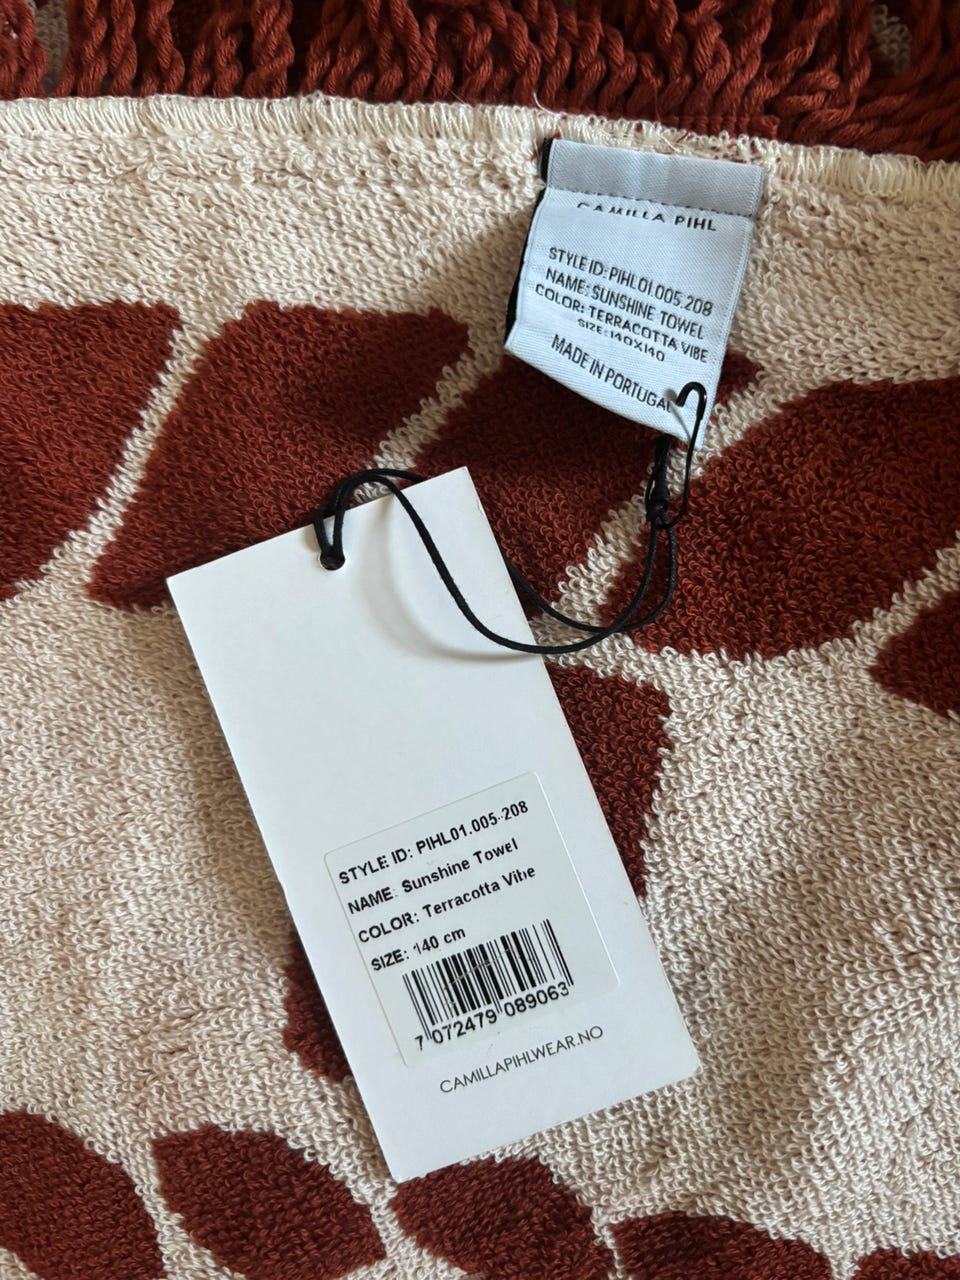 CAMILLA PIHL
STYLE ID: PIHL01.005.208
NAME: SUNSHINE TOWEL
COLOR: TERRACOTTA VIBE
SIZE: 140X140
MADE IN PORTUGAL
STYLE ID: PIHL01.005.208
NAME: Sunshine Towel
COLOR: Terracotta Vibe
SIZE: 140 cm
7 072479 089063
CAMILLAPIHLWEAR.NO